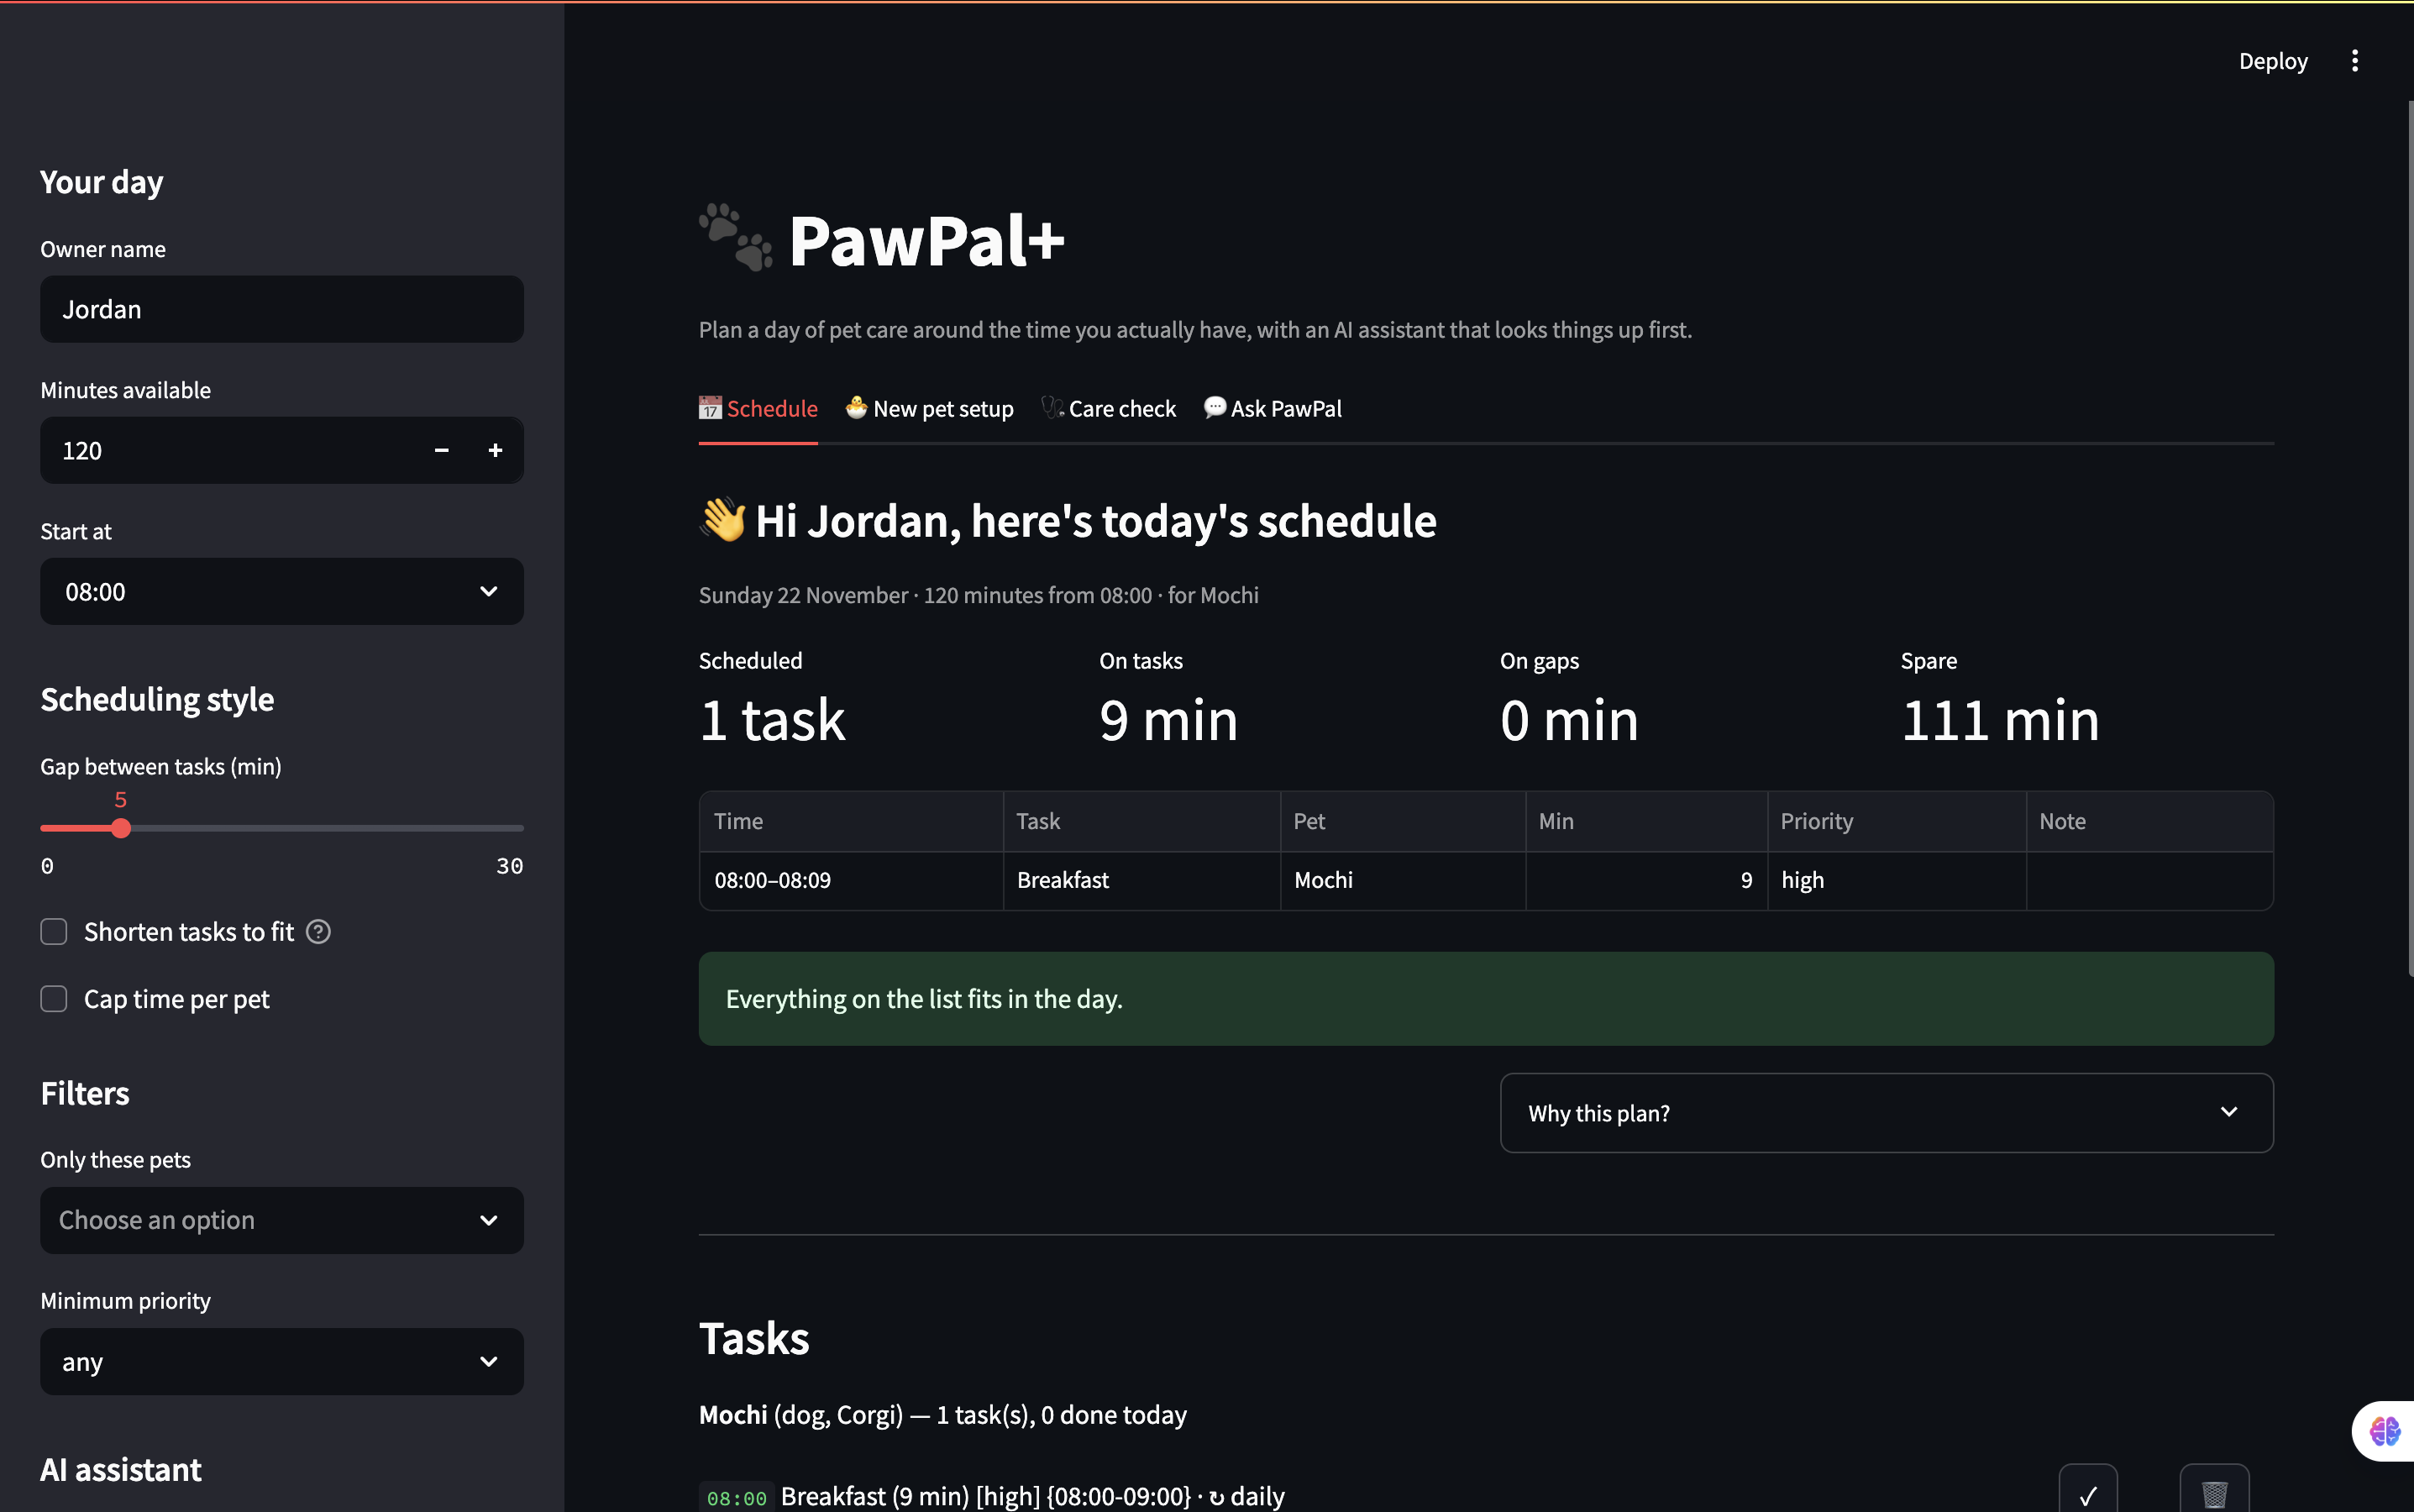 Deploy
Your day
Owner name
Jordan
Minutes available
120
Start at
08:00
Scheduling style
Gap between tasks (min)
5
0 30
Shorten tasks to fit
Cap time per pet
Filters
Only these pets
Choose an option
Minimum priority
any
AI assistant
PawPal+
Plan a day of pet care around the time you actually have, with an AI assistant that looks things up first.
17 Schedule New pet setup Care check Ask PawPal
Hi Jordan, here's today's schedule
Sunday 22 November · 120 minutes from 08:00 · for Mochi
Scheduled On tasks On gaps Spare
1 task 9 min 0 min 111 min
Time Task Pet Min Priority Note
08:00–08:09 Breakfast Mochi 9 high
Everything on the list fits in the day.
Why this plan?
Tasks
Mochi (dog, Corgi) — 1 task(s), 0 done today
08:00 Breakfast (9 min) [high] {08:00-09:00} · ↻ daily